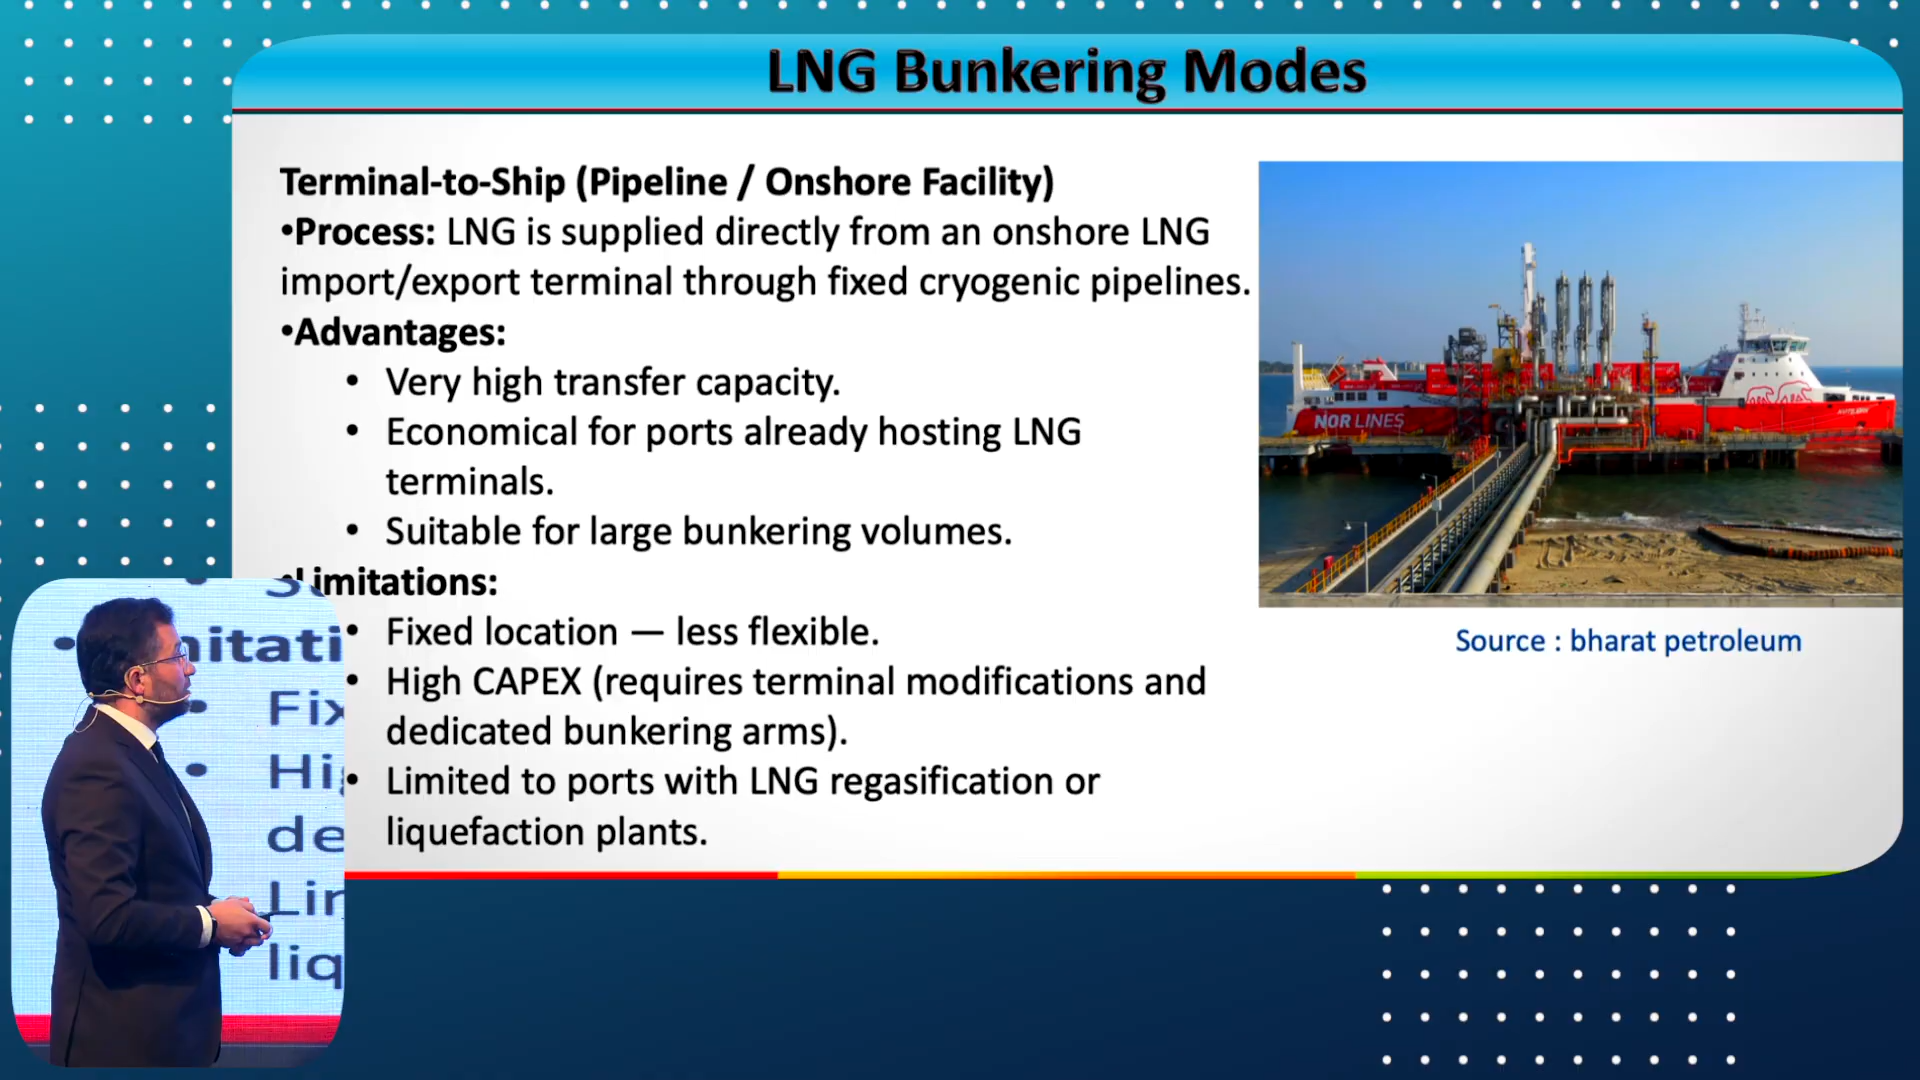 LNG Bunkering Modes
Terminal-to-Ship (Pipeline / Onshore Facility)
•Process: LNG is supplied directly from an onshore LNG
import/export terminal through fixed cryogenic pipelines.
•Advantages:
• Very high transfer capacity.
• Economical for ports already hosting LNG
terminals.
• Suitable for large bunkering volumes.
•Limitations:
• Fixed location — less flexible.
• High CAPEX (requires terminal modifications and
dedicated bunkering arms).
• Limited to ports with LNG regasification or
liquefaction plants.
NOR LINES
Source : bharat petroleum